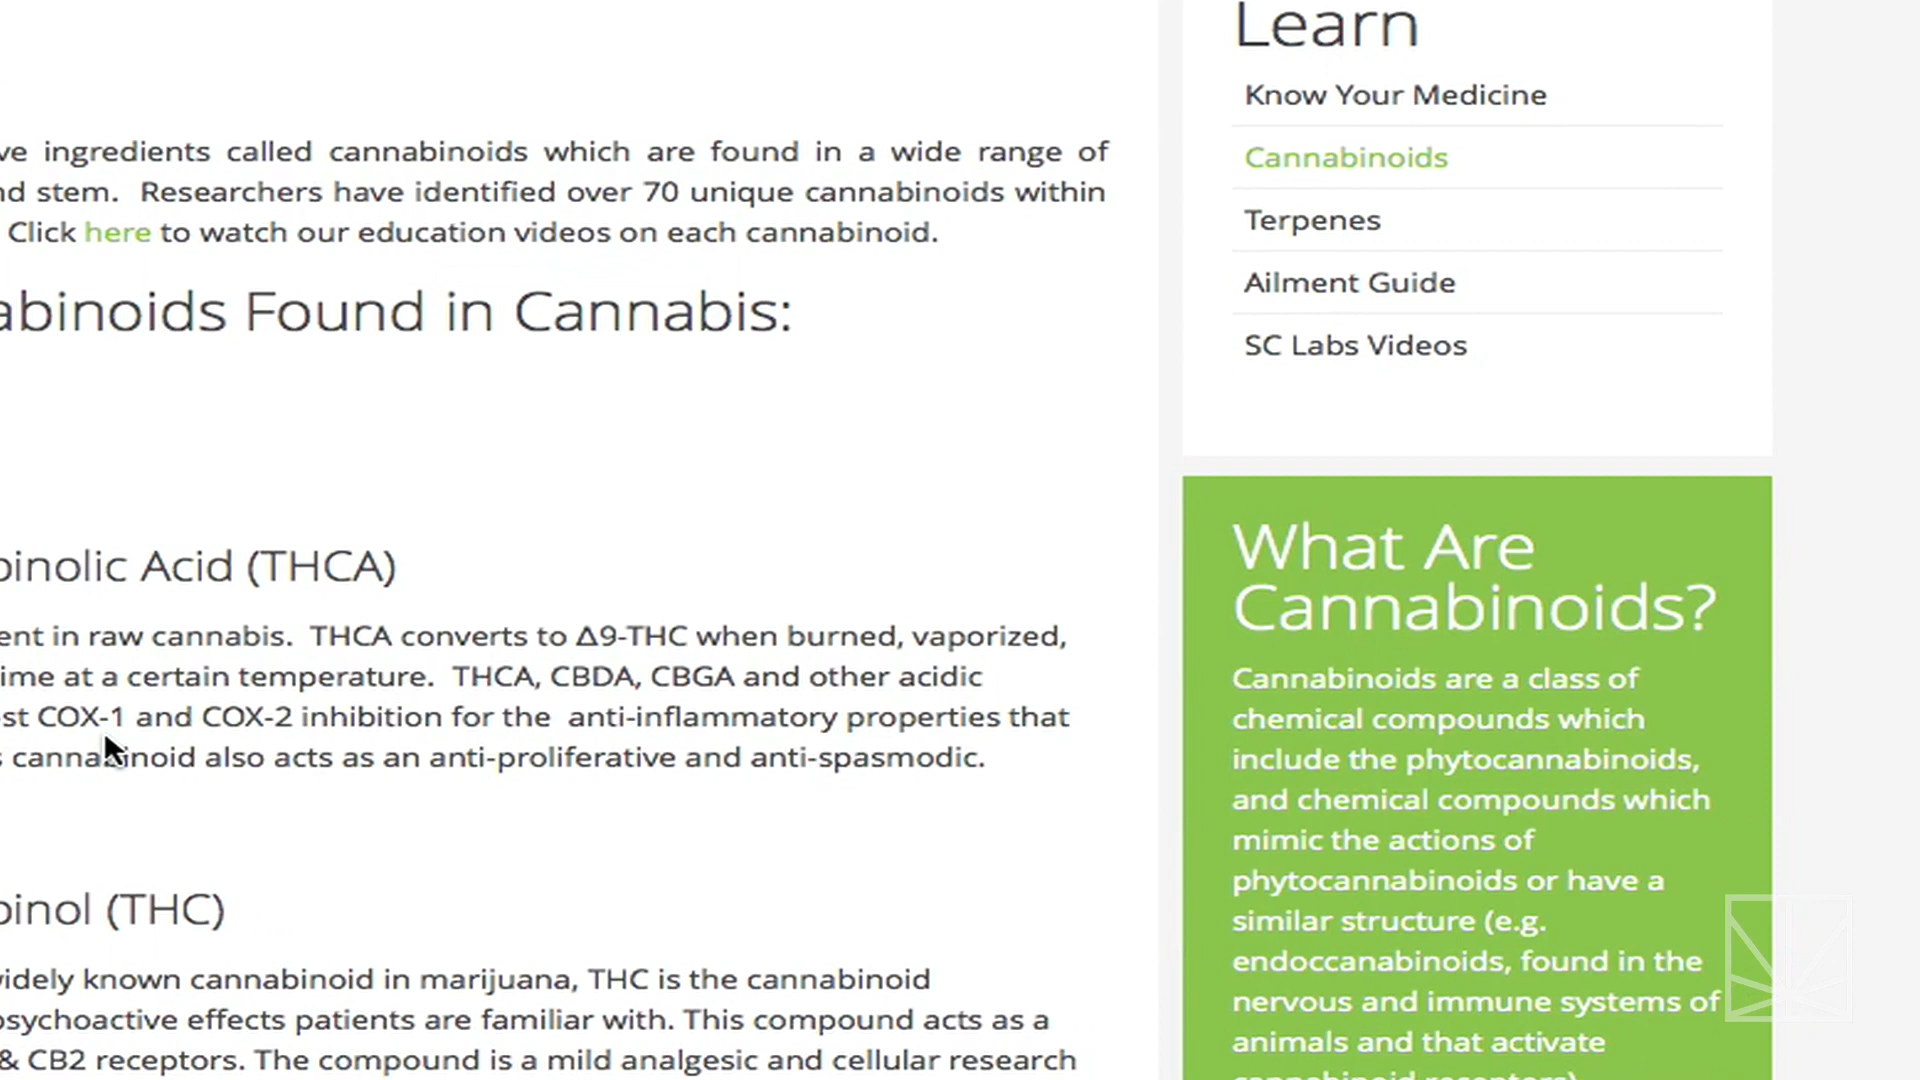 ve ingredients called cannabinoids which are found in a wide range of
nd stem. Researchers have identified over 70 unique cannabinoids within
Click here to watch our education videos on each cannabinoid.
abinoids Found in Cannabis:
binolic Acid (THCA)
ent in raw cannabis. THCA converts to Δ9-THC when burned, vaporized,
ime at a certain temperature. THCA, CBDA, CBGA and other acidic
st COX-1 and COX-2 inhibition for the anti-inflammatory properties that
s cannabinoid also acts as an anti-proliferative and anti-spasmodic.
binol (THC)
widely known cannabinoid in marijuana, THC is the cannabinoid
psychoactive effects patients are familiar with. This compound acts as a
& CB2 receptors. The compound is a mild analgesic and cellular research
Learn
Know Your Medicine
Cannabinoids
Terpenes
Ailment Guide
SC Labs Videos
What Are
Cannabinoids?
Cannabinoids are a class of
chemical compounds which
include the phytocannabinoids,
and chemical compounds which
mimic the actions of
phytocannabinoids or have a
similar structure (e.g.
endoccanabinoids, found in the
nervous and immune systems of
animals and that activate
cannabinoid receptors)